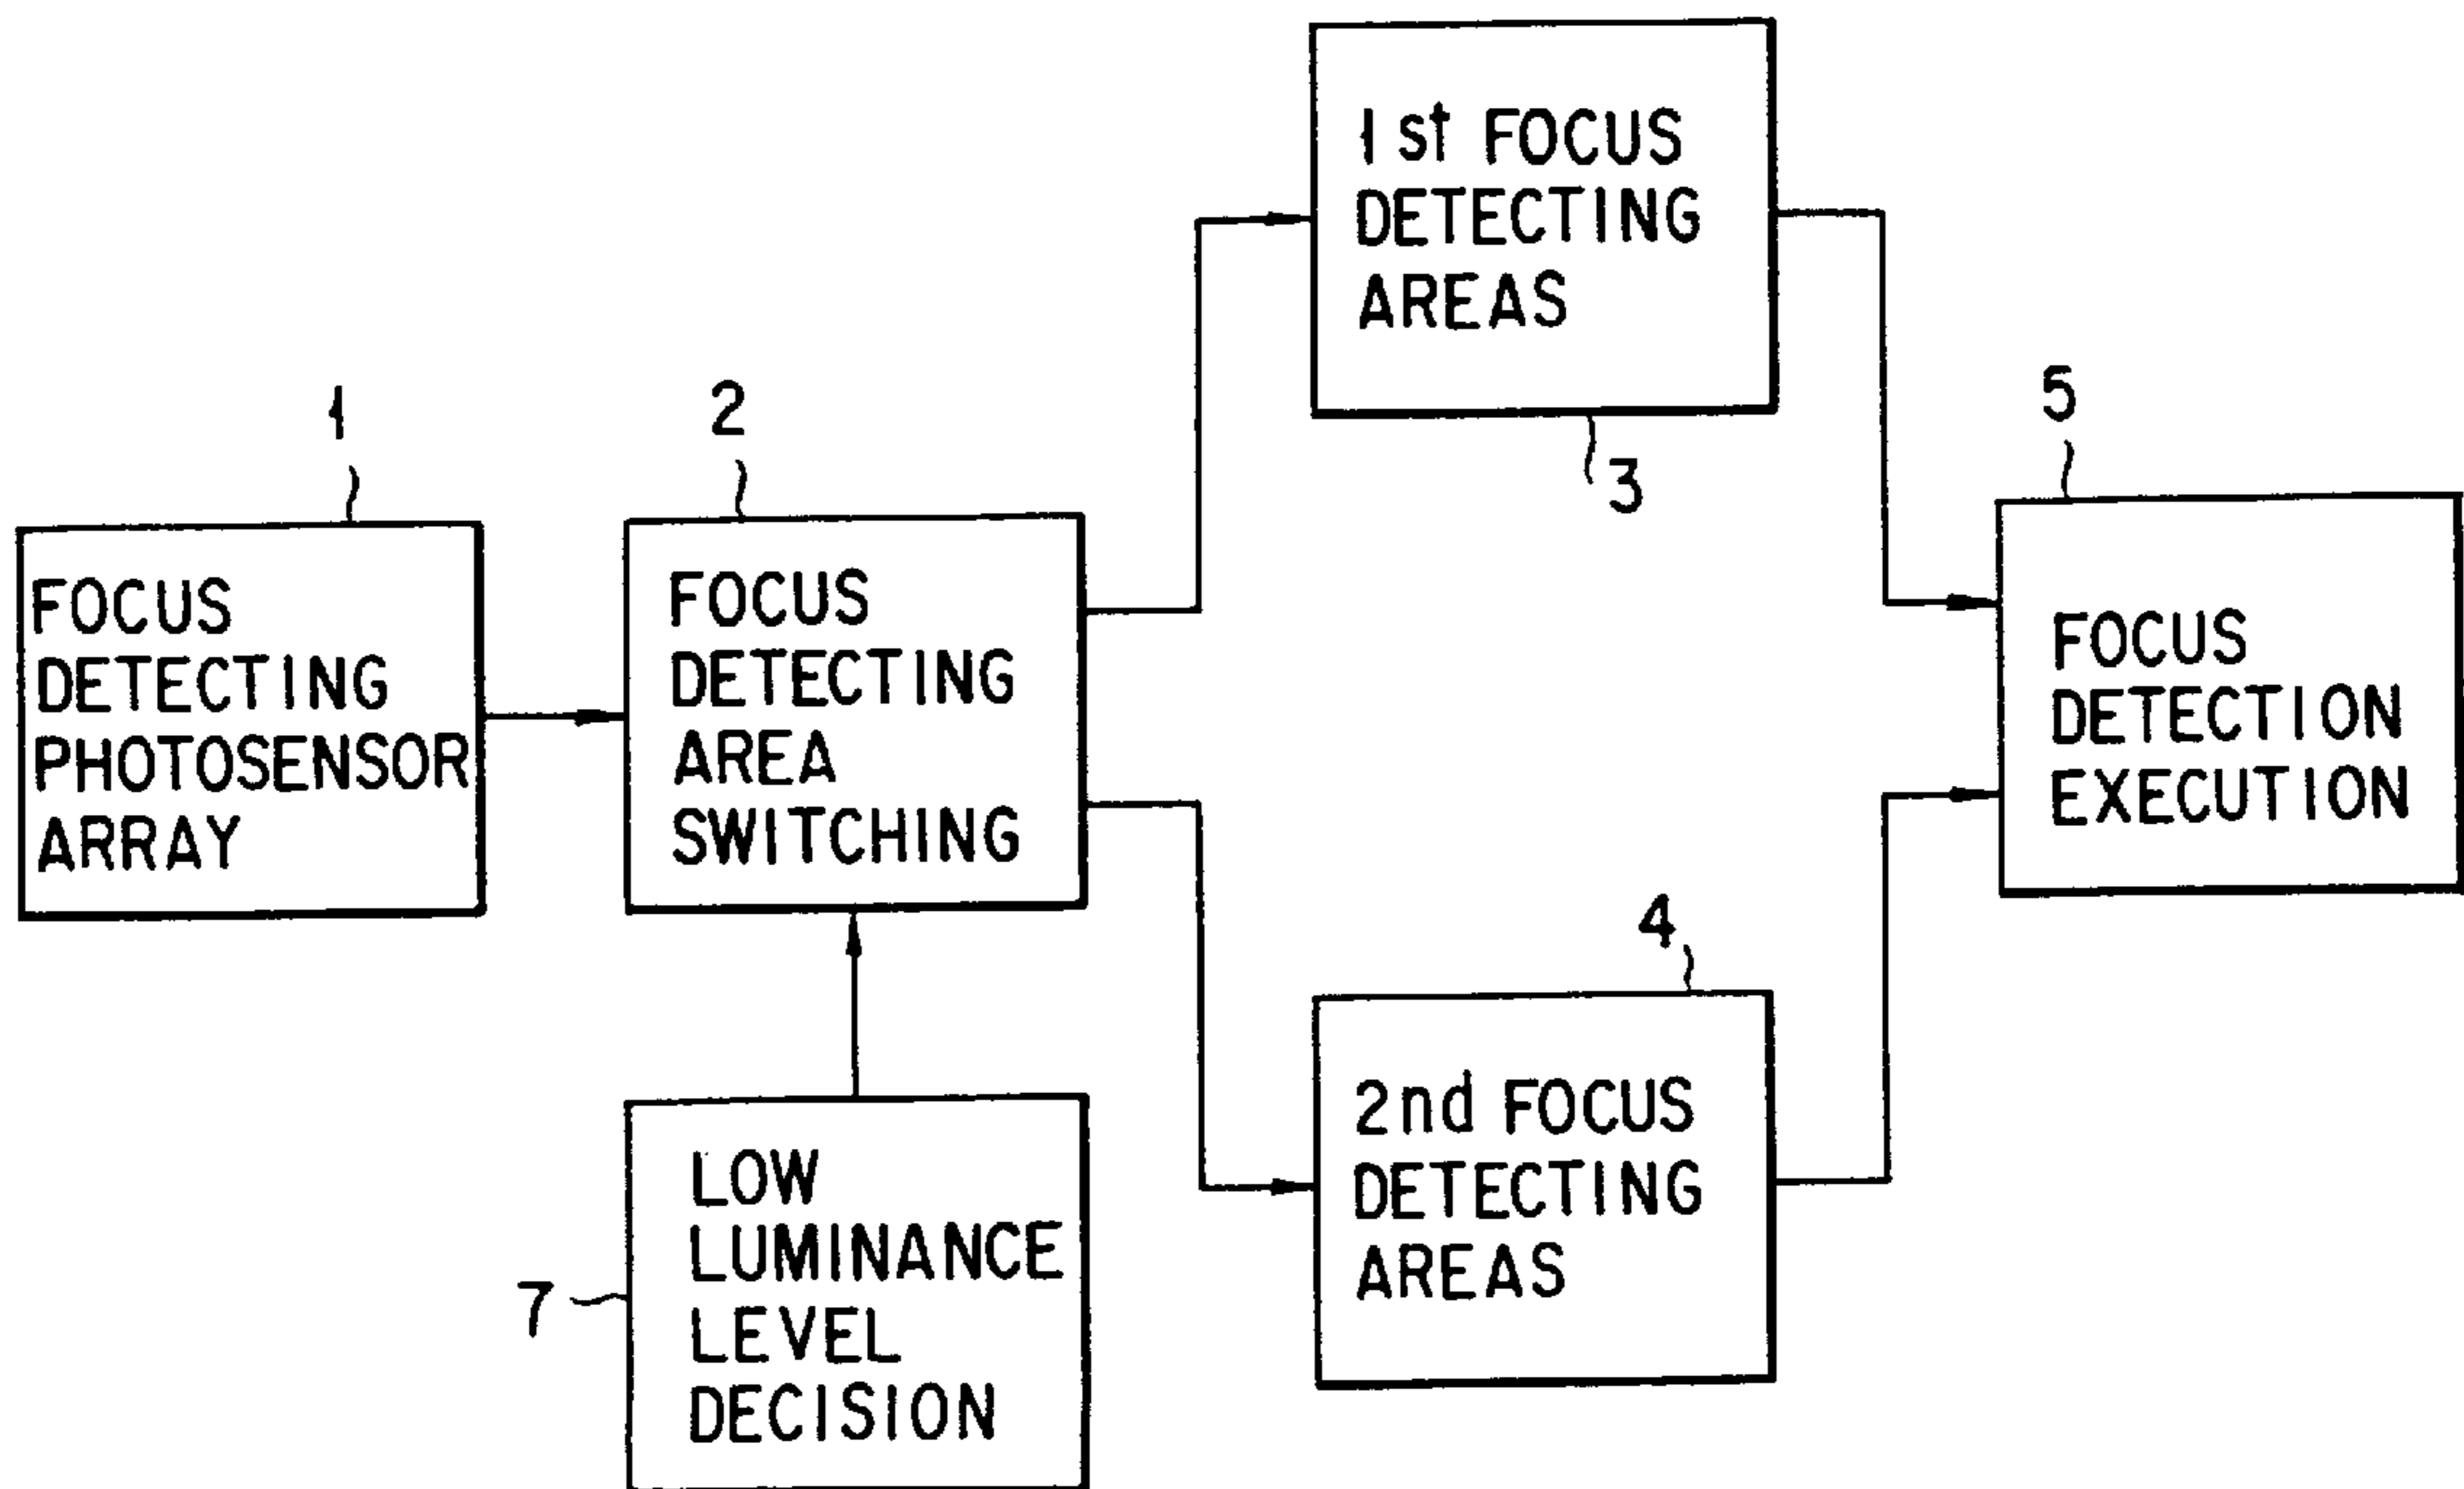 1
FOCUS
DETECTING
PHOTOSENSOR
ARRAY
2
FOCUS
DETECTING
AREA
SWITCHING
1st FOCUS
DETECTING
AREAS
3
5
FOCUS
DETECTION
EXECUTION
4
2nd FOCUS
DETECTING
AREAS
7
LOW
LUMINANCE
LEVEL
DECISION